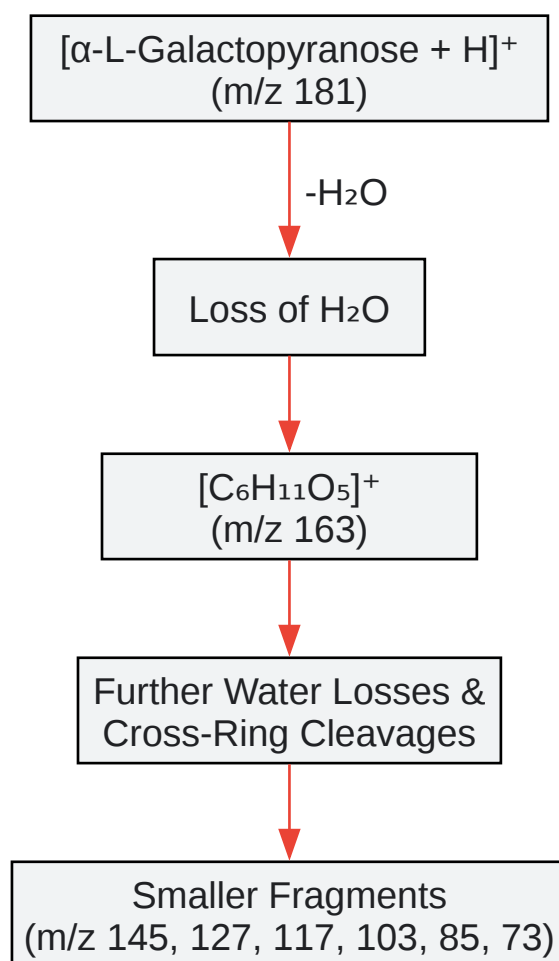 [α-L-Galactopyranose + H]⁺
(m/z 181)
-H₂O
Loss of H₂O
[C₆H₁₁O₅]⁺
(m/z 163)
Further Water Losses &
Cross-Ring Cleavages
Smaller Fragments
(m/z 145, 127, 117, 103, 85, 73)